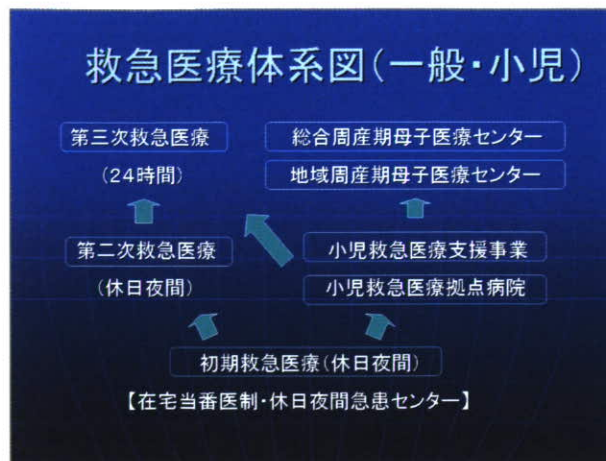 救急医療体系図(一般・小児)
第三次救急医療
(24時間)
総合周産期母子医療センター
地域周産期母子医療センター
第二次救急医療
(休日夜間)
小児救急医療支援事業
小児救急医療拠点病院
初期救急医療(休日夜間)
【在宅当番医制・休日夜間急患センター】